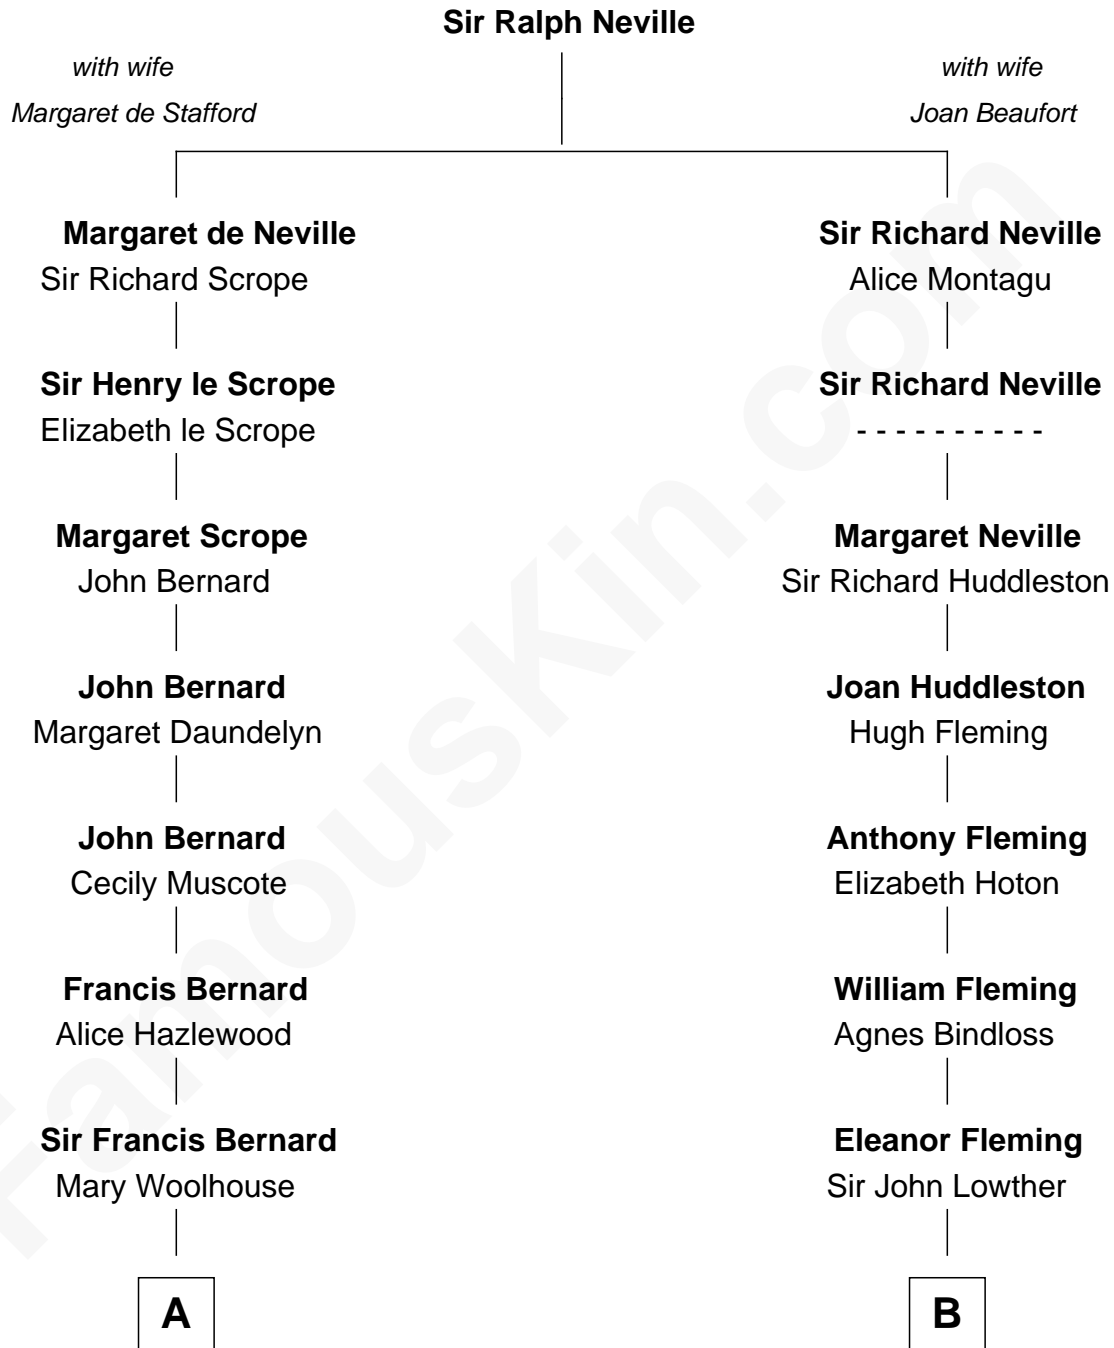 Sir Ralph Neville
with wife
Margaret de Stafford
with wife
Joan Beaufort
Margaret de Neville
Sir Richard Scrope
Sir Richard Neville
Alice Montagu
Sir Henry le Scrope
Elizabeth le Scrope
Sir Richard Neville
- - - - - - - - - -
Margaret Scrope
John Bernard
Margaret Neville
Sir Richard Huddleston
John Bernard
Margaret Daundelyn
Joan Huddleston
Hugh Fleming
John Bernard
Cecily Muscote
Anthony Fleming
Elizabeth Hoton
Francis Bernard
Alice Hazlewood
William Fleming
Agnes Bindloss
Sir Francis Bernard
Mary Woolhouse
Eleanor Fleming
Sir John Lowther
A
B
FamousKin.com